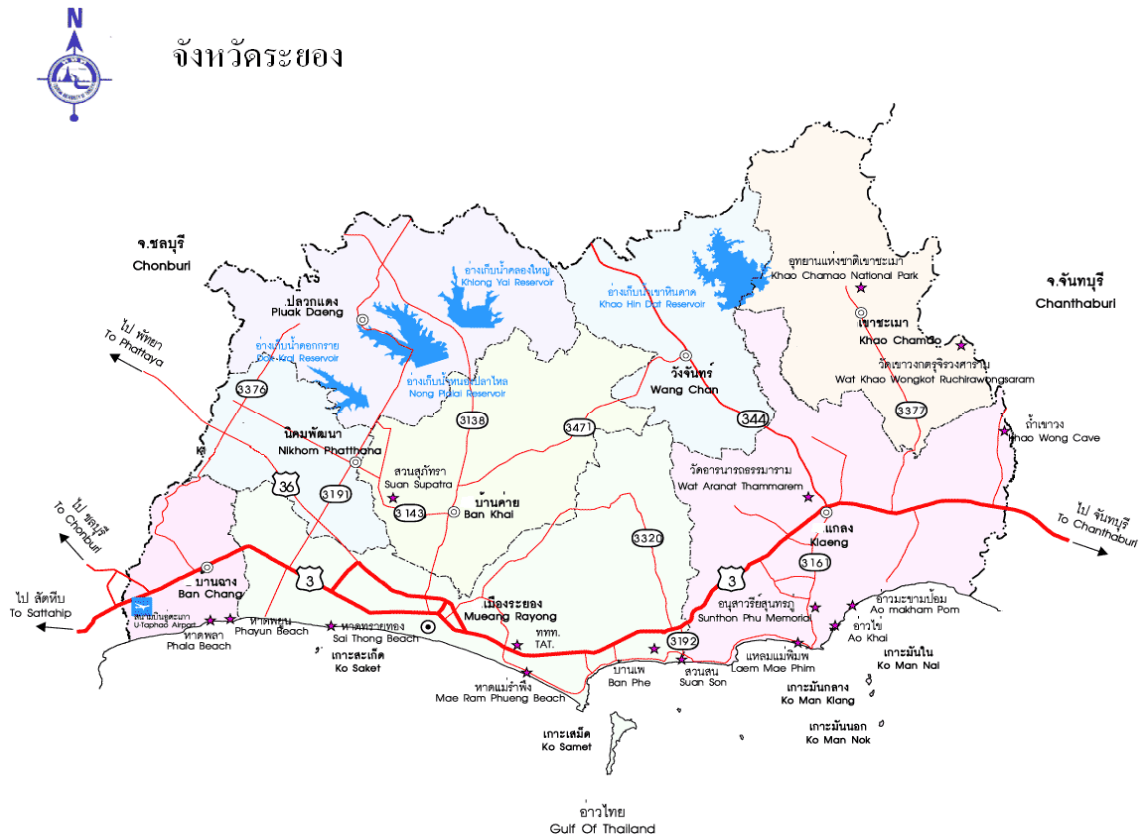 N
จังหวัดระยอง
จ.ชลบุรี
Chonburi
อ่างเก็บน้ำคลองใหญ่
Khlong Yai Reservoir
อ่างเก็บน้ำเขาหินดาด
Khao Hin Dat Reservoir
อุทยานแห่งชาติเขาชะเมา
Khao Chamao National Park
จ.จันทบุรี
Chanthaburi
ปลวกแดง
Pluak Daeng
เขาชะเมา
Khao Chamao
ไป พัทยา
To Phattaya
อ่างเก็บน้ำดอกกราย
Dok Krai Reservoir
อ่างเก็บน้ำหนองปลาไหล
Nong Plalai Reservoir
วังจันทร์
Wang Chan
วัดเขาวงกตรุจิรวงศาราม
Wat Khao Wongkot Ruchirawongsaram
3376
3138
3471
344
3377
ถ้ำเขาวง
Khao Wong Cave
นิคมพัฒนา
Nikhom Phatthana
สวนสุภัทรา
Suan Supatra
วัดอารนารถธรรมาราม
Wat Aranat Thammarem
36
3191
3143
บ้านค่าย
Ban Khai
แกลง
Klaeng
ไป จันทบุรี
To Chanthaburi
ไป ชลบุรี
To Chonburi
3320
3161
บานฉาง
Ban Chang
3
3
ไป สัตหีบ
To Sattahip
สนามบินอู่ตะเภา
U-Taphao Airport
หาดพลา
Phala Beach
หาดพยูน
Phayun Beach
หาดทรายทอง
Sai Thong Beach
เมืองระยอง
Mueang Rayong
อนุสาวรีย์สุนทรภู่
Sunthon Phu Memorial
อ่าวมะขามป้อม
Ao makham Pom
อ่าวไข่
Ao Khai
ททท.
TAT.
3192
เกาะสะเก็ด
Ko Saket
หาดแม่รำพึง
Mae Ram Phueng Beach
บานเพ
Ban Phe
สวนสน
Suan Son
แหลมแม่พิมพ์
Laem Mae Phim
เกาะมันใน
Ko Man Nai
เกาะมันกลาง
Ko Man Klang
เกาะมันนอก
Ko Man Nok
เกาะเสม็ด
Ko Samet
อ่าวไทย
Gulf Of Thailand